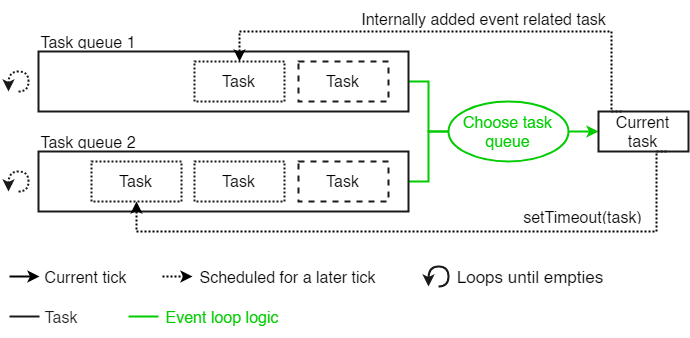 Internally added event related task
Task queue 1
Task
Task
Choose task
queue
Current
task
Task queue 2
Task
Task
Task
setTimeout(task)
Current tick
Scheduled for a later tick
Loops until empties
Task
Event loop logic